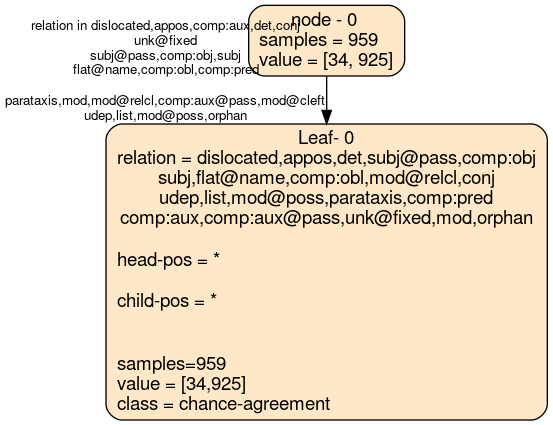 node - 0
samples = 959
value = [34, 925]
relation in dislocated,appos,comp:aux,det,conj
unk@fixed
subj@pass,comp:obj,subj
flat@name,comp:obl,comp:pred
parataxis,mod,mod@relcl,comp:aux@pass,mod@cleft
udep,list,mod@poss,orphan
Leaf- 0
relation = dislocated,appos,det,subj@pass,comp:obj
subj,flat@name,comp:obl,mod@relcl,conj
udep,list,mod@poss,parataxis,comp:pred
comp:aux,comp:aux@pass,unk@fixed,mod,orphan
head-pos = *
child-pos = *
samples=959
value = [34,925]
class = chance-agreement